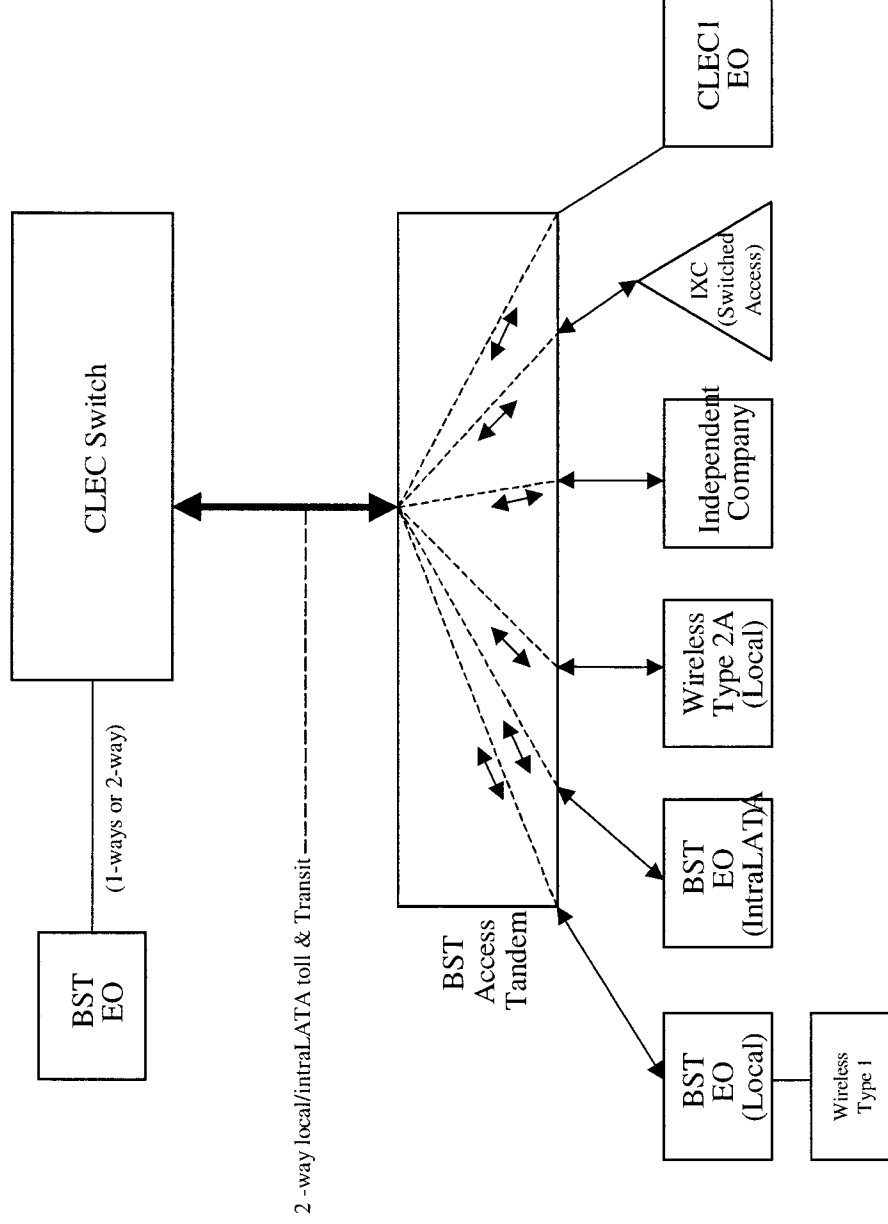 BST
EO
(1-ways or 2-way)
CLEC Switch
2 -way local/intraLATA toll & Transit
BST
Access
Tandem
BST
EO
(Local)
Wireless
Type 1
BST
EO
(IntraLATA)
Wireless
Type 2A
(Local)
Independent
Company
IXC
(Switched
Access)
CLEC1
EO